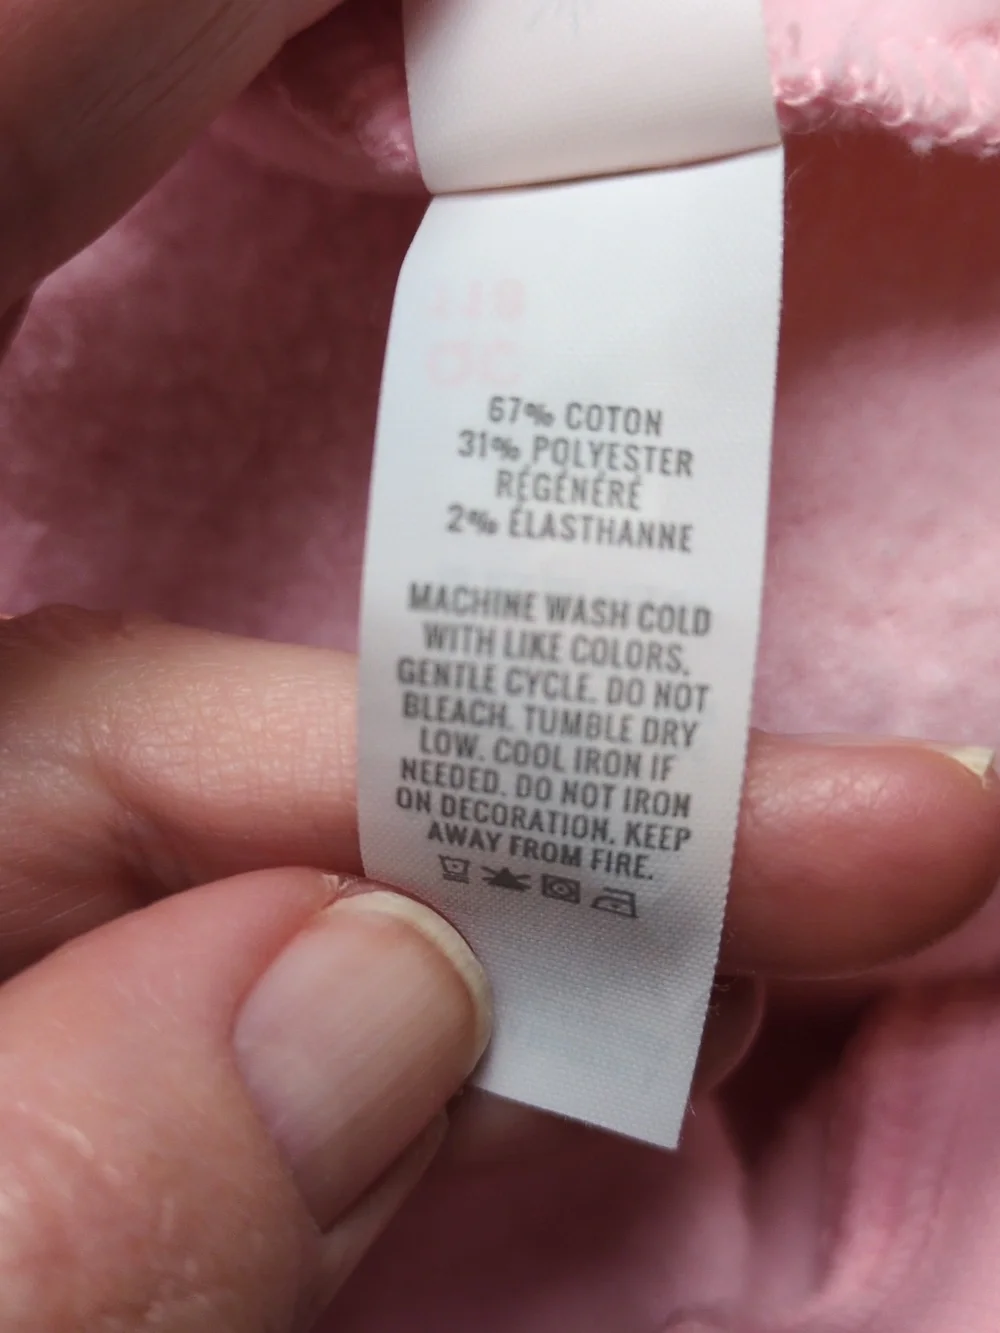 67% COTON
31% POLYESTER
RÉGÉNÉRÉ
2% ÉLASTHANNE
MACHINE WASH COLD
WITH LIKE COLORS.
GENTLE CYCLE. DO NOT
BLEACH. TUMBLE DRY
LOW. COOL IRON IF
NEEDED. DO NOT IRON
ON DECORATION. KEEP
AWAY FROM FIRE.